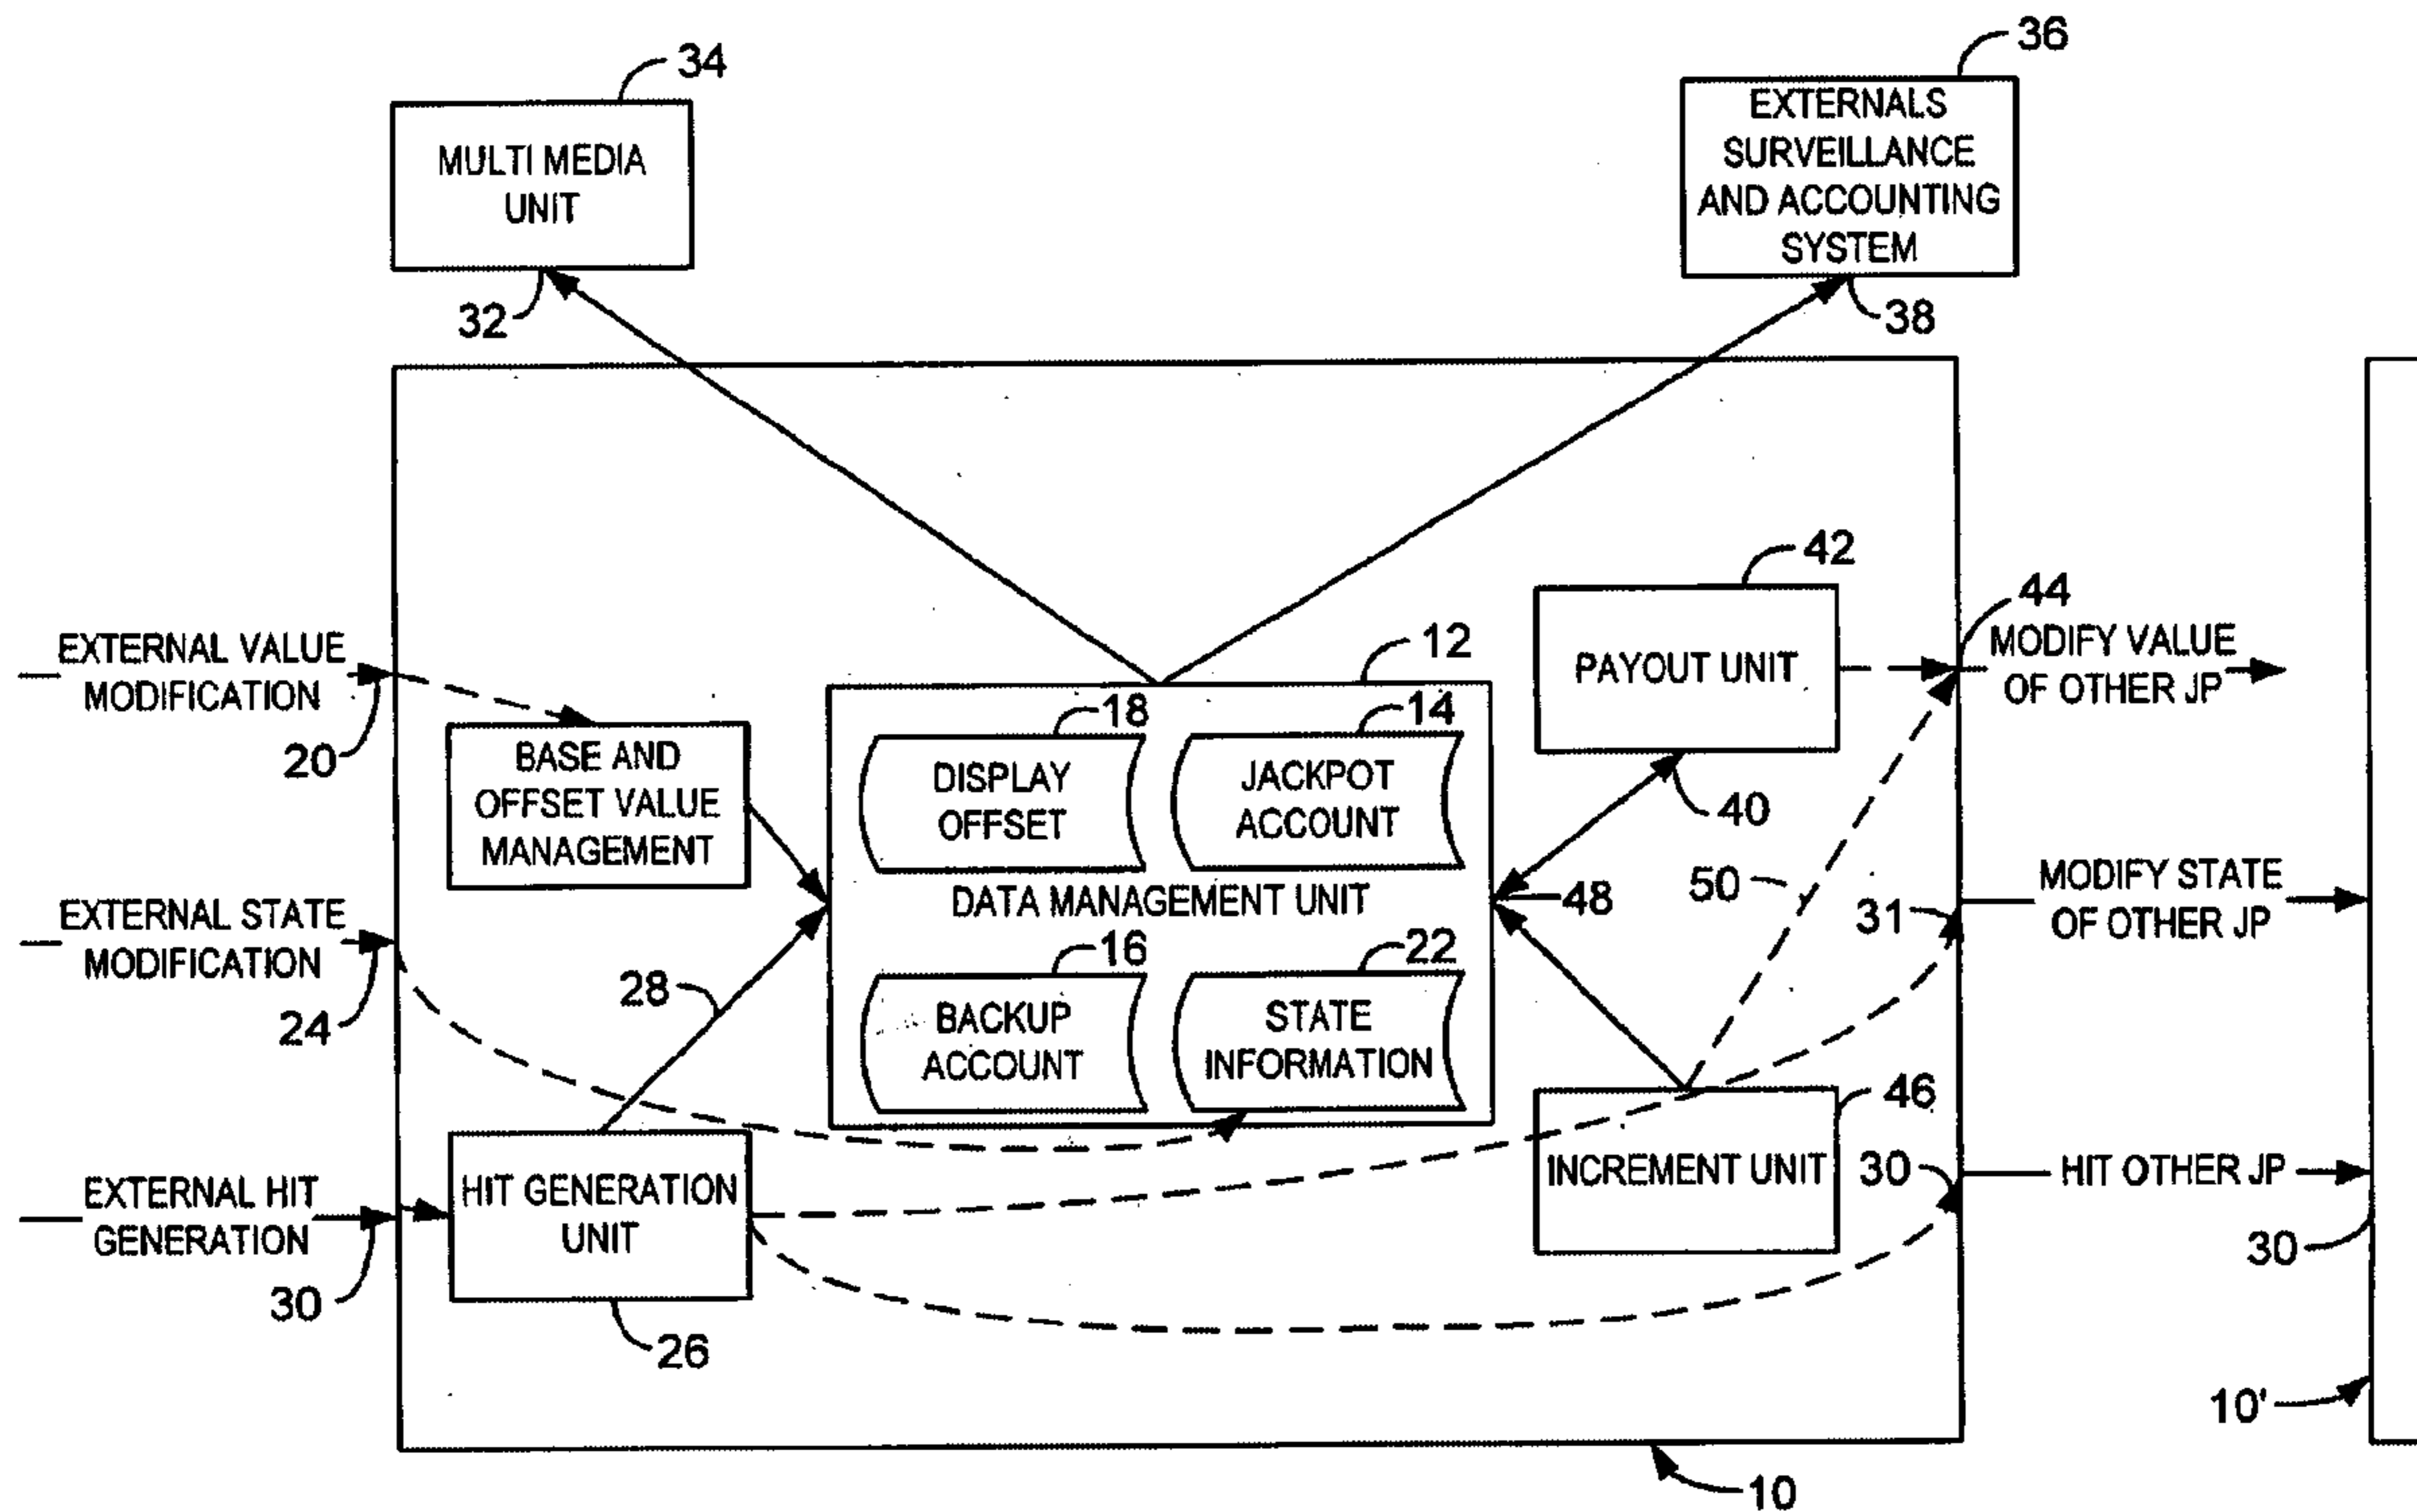 34
36
MULTI MEDIA
UNIT
EXTERNALS
SURVEILLANCE
AND ACCOUNTING
SYSTEM
32
38
42
44
EXTERNAL VALUE
MODIFICATION
20
12
PAYOUT UNIT
MODIFY VALUE
OF OTHER JP
BASE AND
OFFSET VALUE
MANAGEMENT
18
14
DISPLAY
OFFSET
JACKPOT
ACCOUNT
40
DATA MANAGEMENT UNIT
48
50
31
MODIFY STATE
OF OTHER JP
EXTERNAL STATE
MODIFICATION
24
28
16
22
BACKUP
ACCOUNT
STATE
INFORMATION
46
EXTERNAL HIT
GENERATION
30
HIT GENERATION
UNIT
26
INCREMENT UNIT
30
HIT OTHER JP
30
10'
10